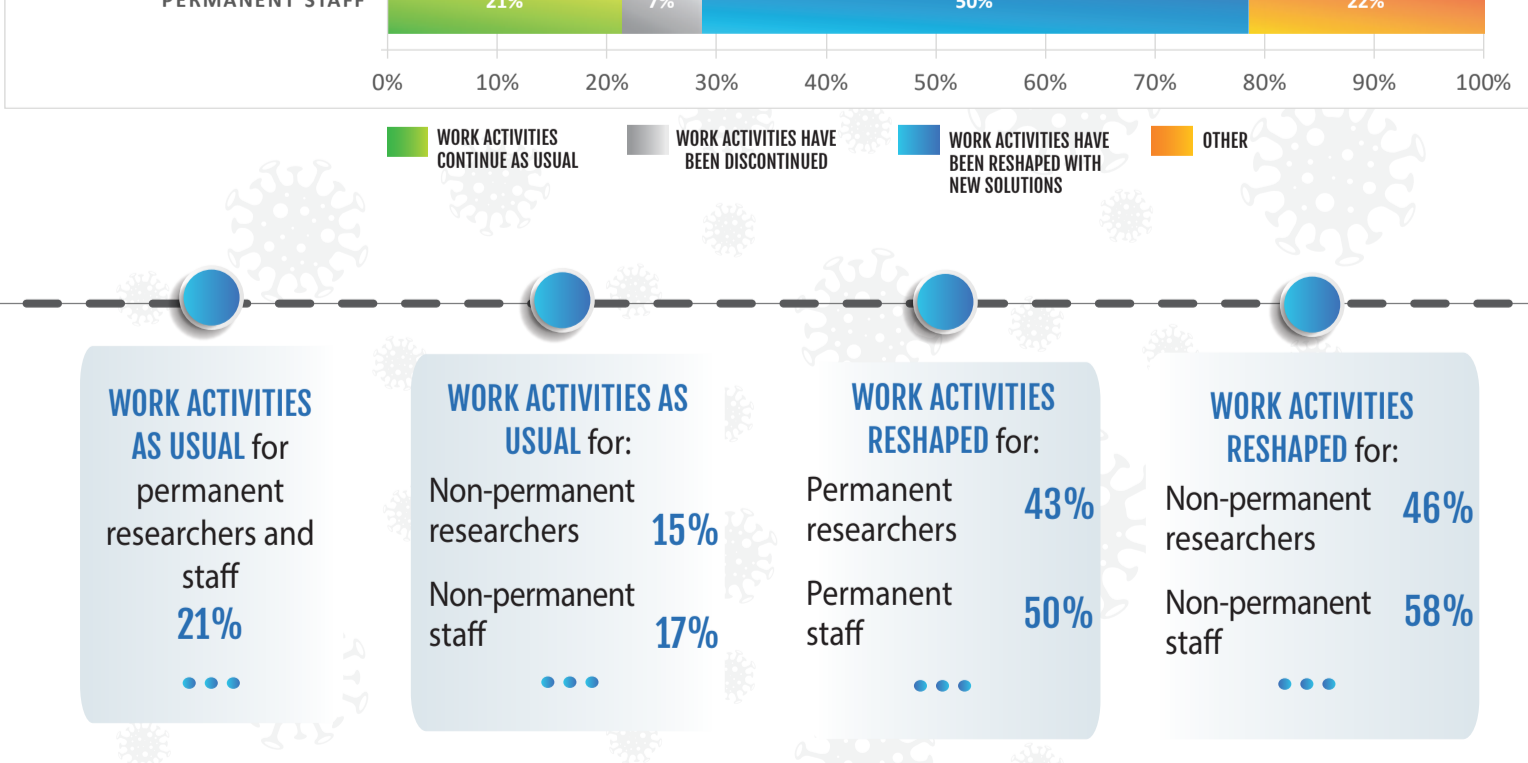 PERMANENT STAFF 21% 7% 50% 22%
0% 10% 20% 30% 40% 50% 60% 70% 80% 90% 100%
WORK ACTIVITIES
CONTINUE AS USUAL
WORK ACTIVITIES HAVE
BEEN DISCONTINUED
WORK ACTIVITIES HAVE
BEEN RESHAPED WITH
NEW SOLUTIONS
OTHER
WORK ACTIVITIES
AS USUAL for
permanent
researchers and
staff
21%
WORK ACTIVITIES AS
USUAL for:
Non-permanent
researchers 15%
Non-permanent
staff 17%
WORK ACTIVITIES
RESHAPED for:
Permanent
researchers 43%
Permanent
staff 50%
WORK ACTIVITIES
RESHAPED for:
Non-permanent
researchers 46%
Non-permanent
staff 58%